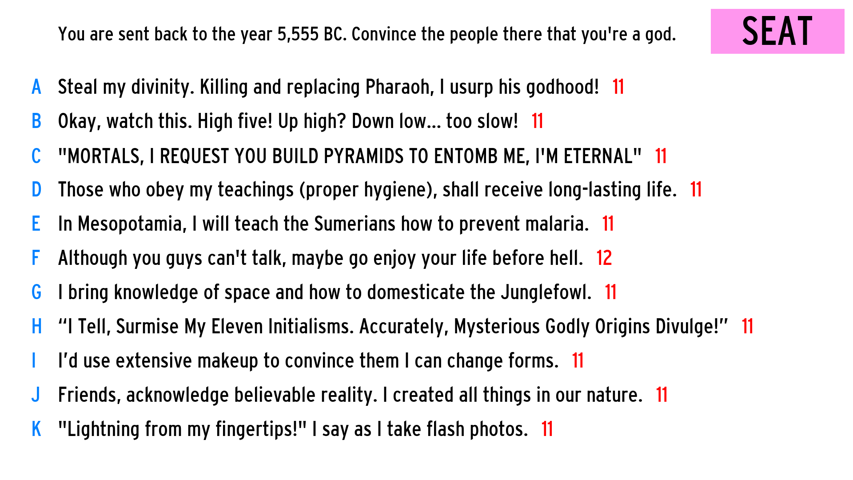 You are sent back to the year 5,555 BC. Convince the people there that you're a god.
SEAT
A Steal my divinity. Killing and replacing Pharaoh, I usurp his godhood! 11
B Okay, watch this. High five! Up high? Down low... too slow! 11
C "MORTALS, I REQUEST YOU BUILD PYRAMIDS TO ENTOMB ME, I'M ETERNAL" 11
D Those who obey my teachings (proper hygiene), shall receive long-lasting life. 11
E In Mesopotamia, I will teach the Sumerians how to prevent malaria. 11
F Although you guys can't talk, maybe go enjoy your life before hell. 12
G I bring knowledge of space and how to domesticate the Junglefowl. 11
H “I Tell, Surmise My Eleven Initialisms. Accurately, Mysterious Godly Origins Divulge!” 11
I I’d use extensive makeup to convince them I can change forms. 11
J Friends, acknowledge believable reality. I created all things in our nature. 11
K "Lightning from my fingertips!" I say as I take flash photos. 11